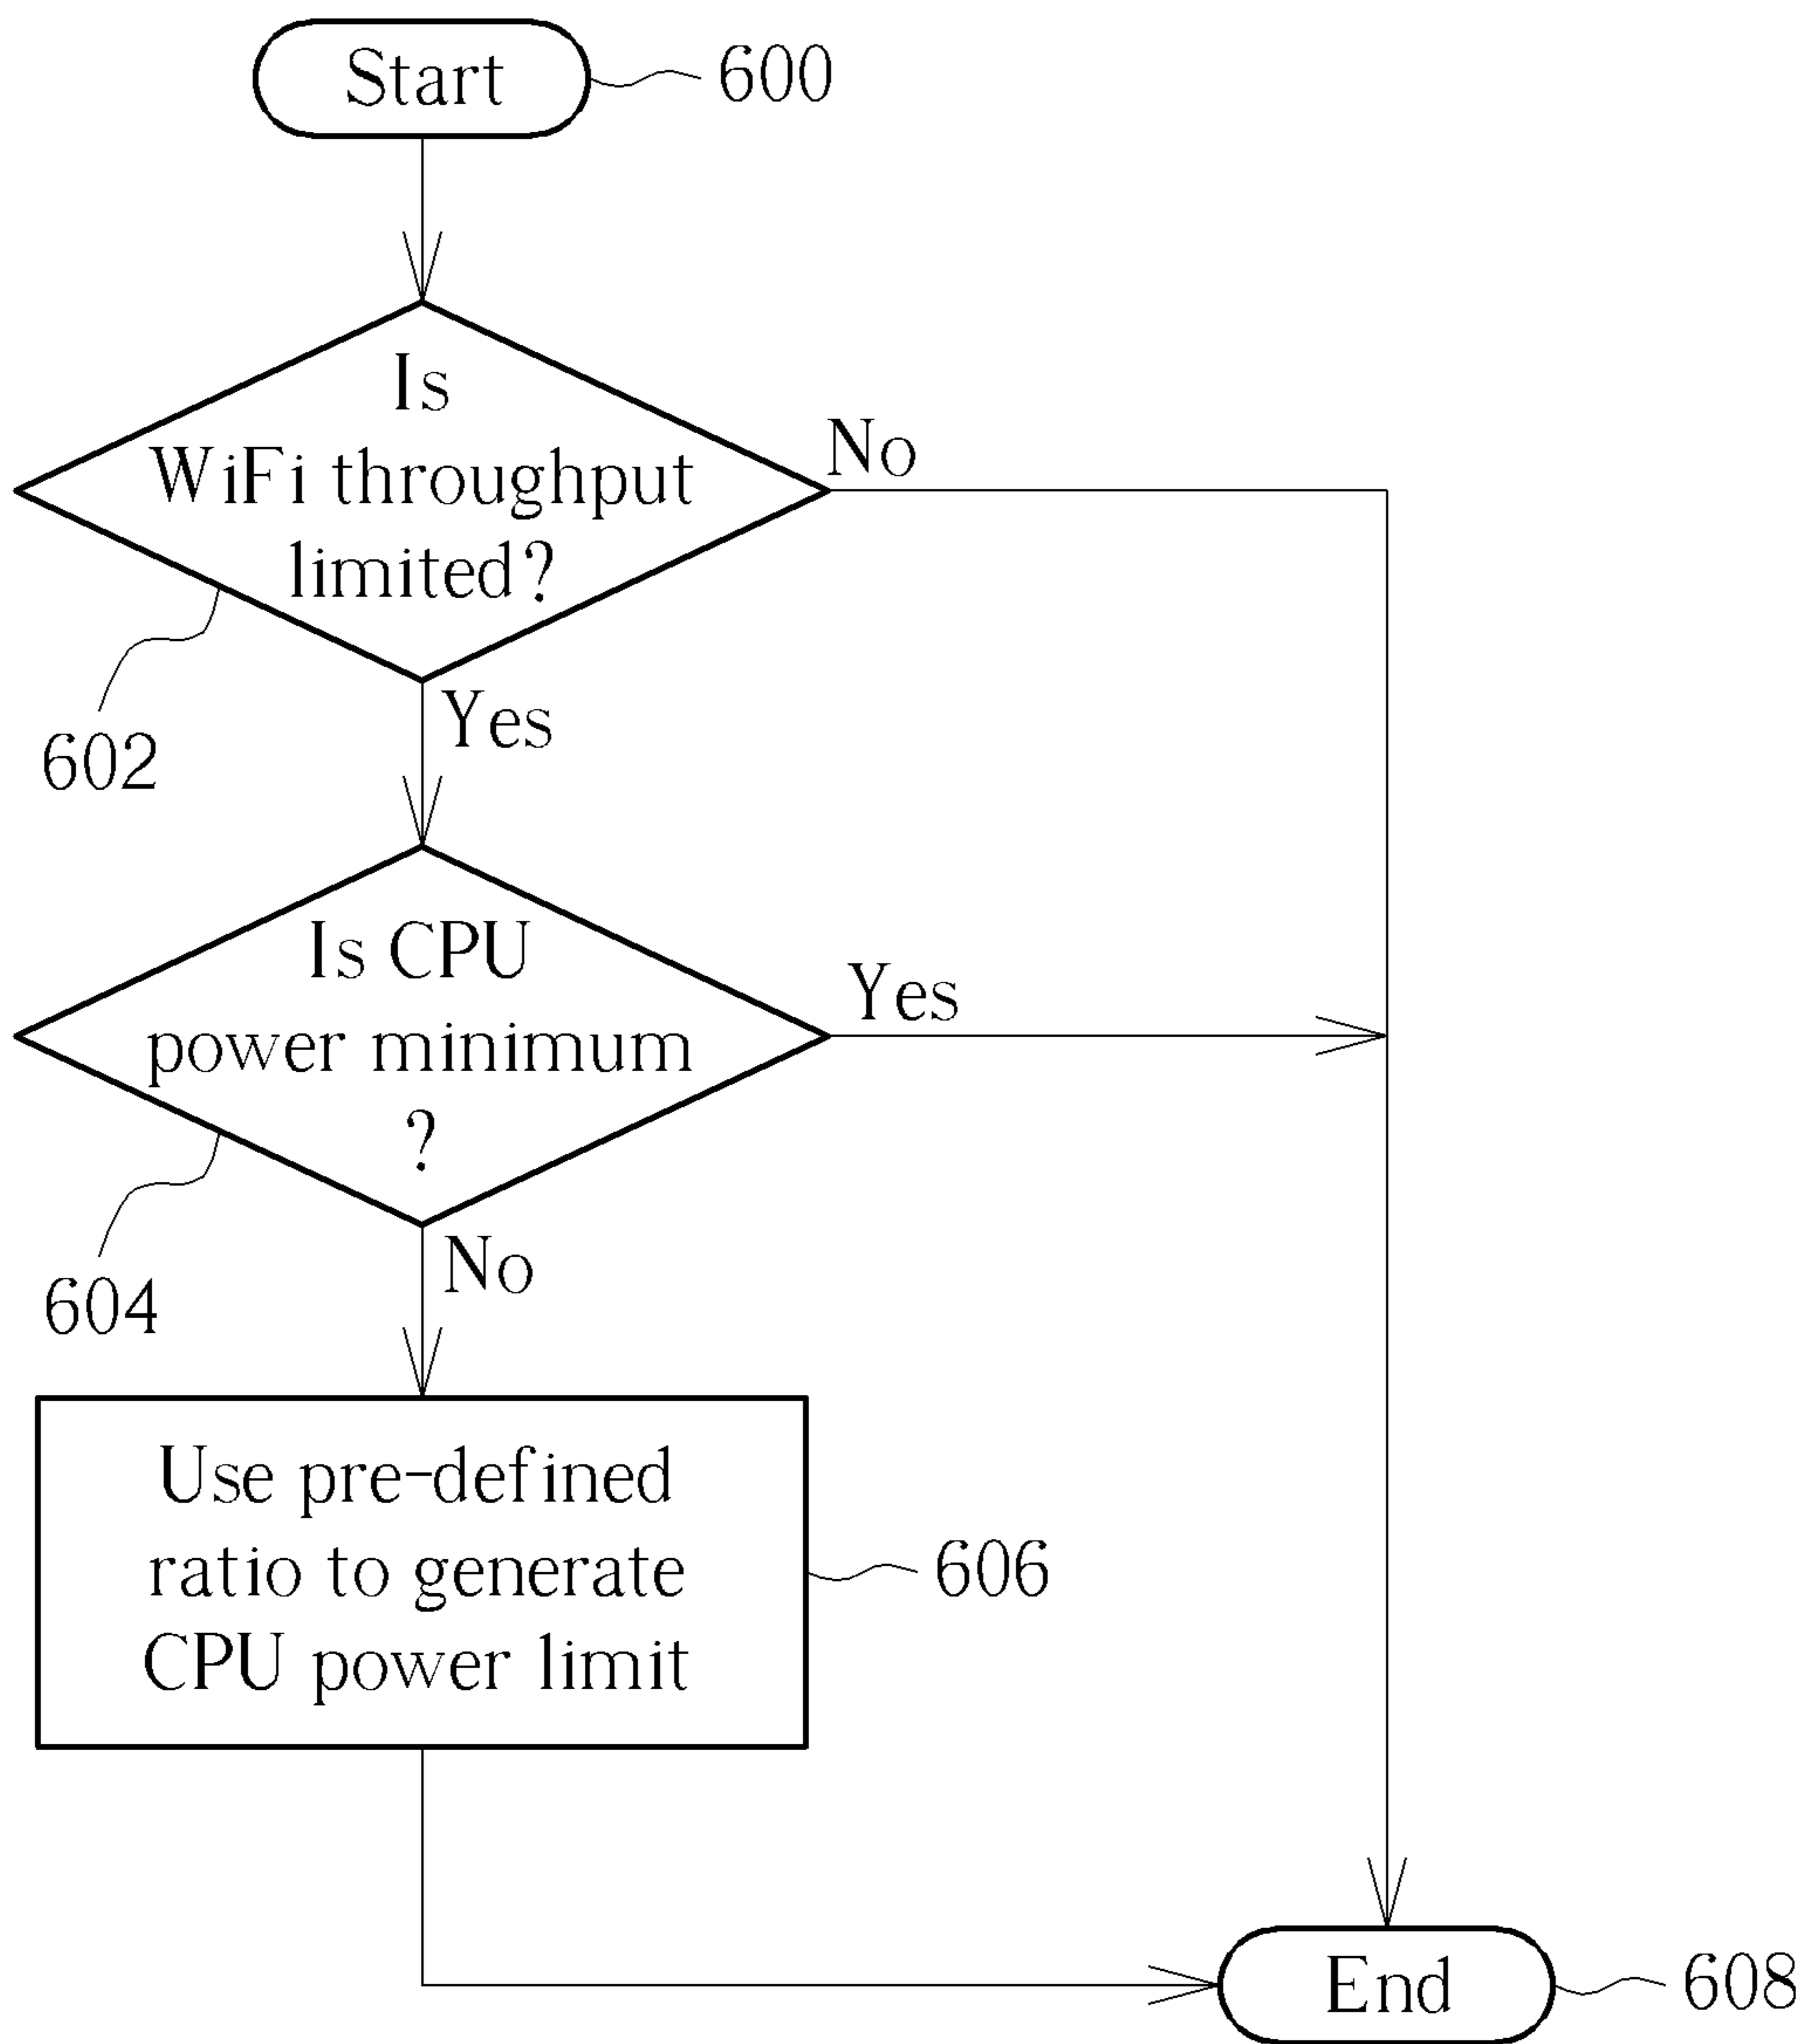 Start
600
Is
WiFi throughput
limited?
No
Yes
602
Is CPU
power minimum
?
Yes
No
604
Use pre-defined
ratio to generate
CPU power limit
606
End
608